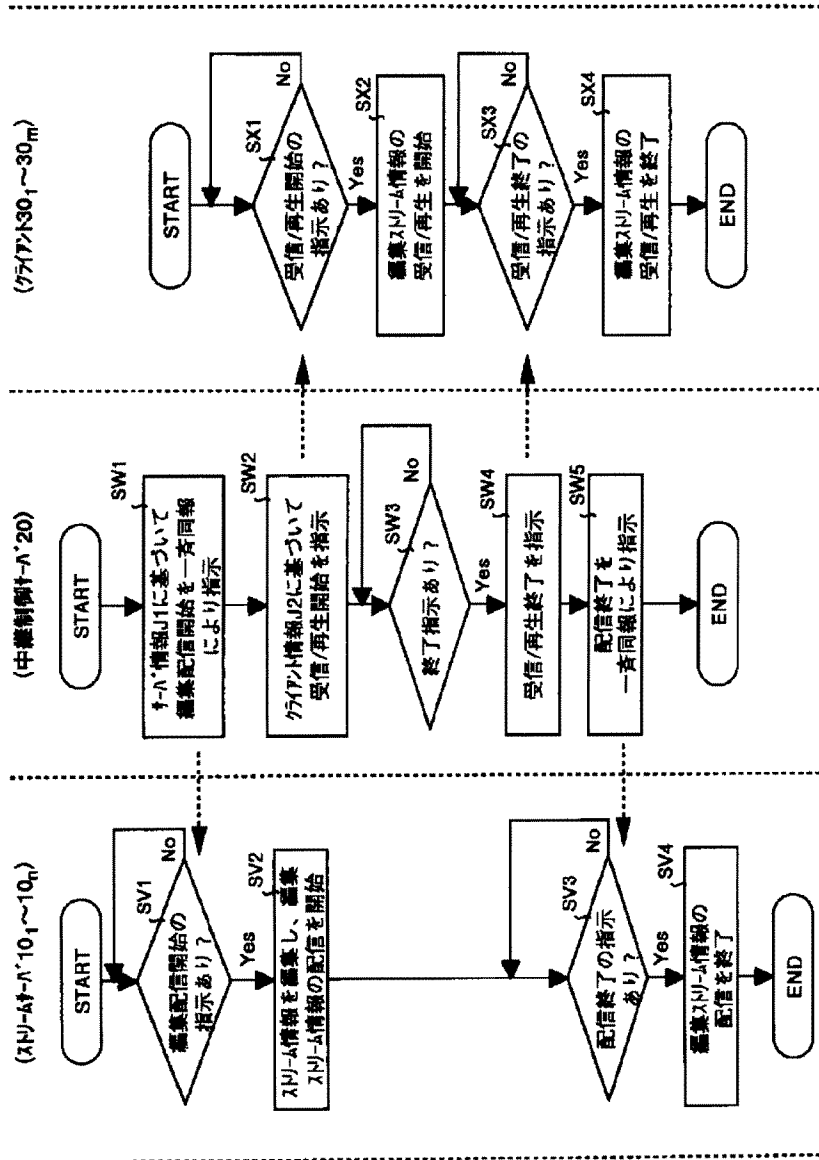 (ストリームサーバ10₁〜10ₙ)
START
SV1
編集配信開始の
指示あり?
No
Yes
SV2
ストリーム情報を編集し、編集
ストリーム情報の配信を開始
SV3
配信終了の指示
あり?
No
Yes
SV4
編集ストリーム情報の
配信を終了
END
(中継制御サーバ20)
START
SW1
サーバ情報J1に基づいて
編集配信開始を一斉同報
により指示
SW2
クライアント情報J2に基づいて
受信/再生開始を指示
SW3
終了指示あり?
No
Yes
SW4
受信/再生終了を指示
SW5
配信終了を
一斉同報により指示
END
(クライアント30₁〜30ₘ)
START
SX1
受信/再生開始の
指示あり?
No
Yes
SX2
編集ストリーム情報の
受信/再生を開始
SX3
受信/再生終了の
指示あり?
No
Yes
SX4
編集ストリーム情報の
受信/再生を終了
END